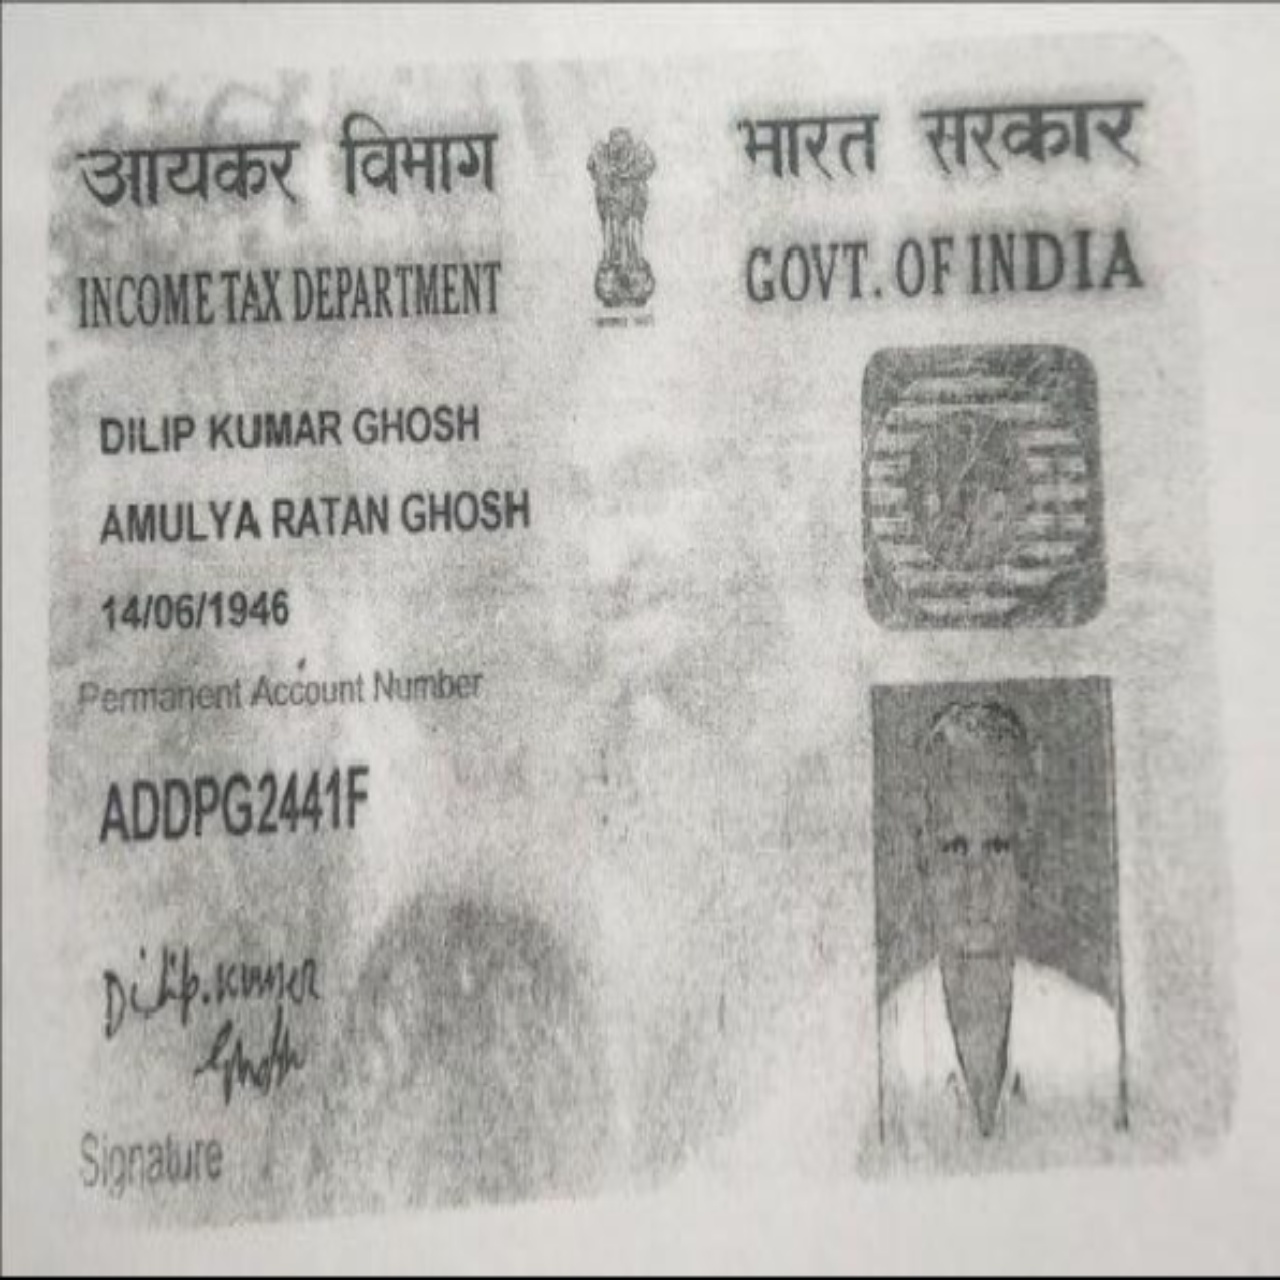 आयकर विभाग
भारत सरकार
INCOME TAX DEPARTMENT
GOVT. OF INDIA
DILIP KUMAR GHOSH
AMULYA RATAN GHOSH
14/06/1946
Permanent Account Number
ADDPG2441F
Dilip. kumar
Ghosh
Signature